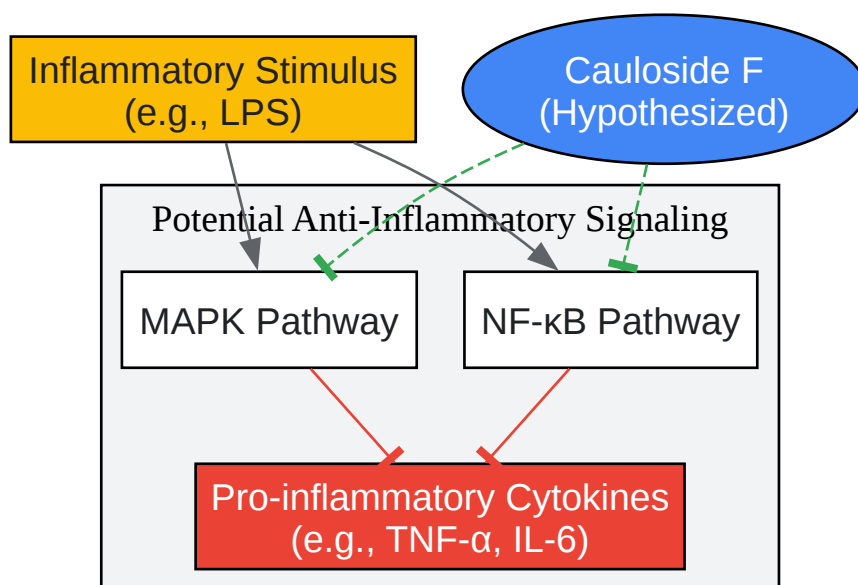 Inflammatory Stimulus
(e.g., LPS)
Cauloside F
(Hypothesized)
Potential Anti-Inflammatory Signaling
MAPK Pathway
NF-κB Pathway
Pro-inflammatory Cytokines
(e.g., TNF-α, IL-6)